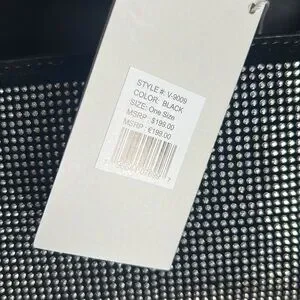 STYLE #: V-9009
COLOR: BLACK
SIZE: One Size
MSRP : $198.00
MSRP : €198.00